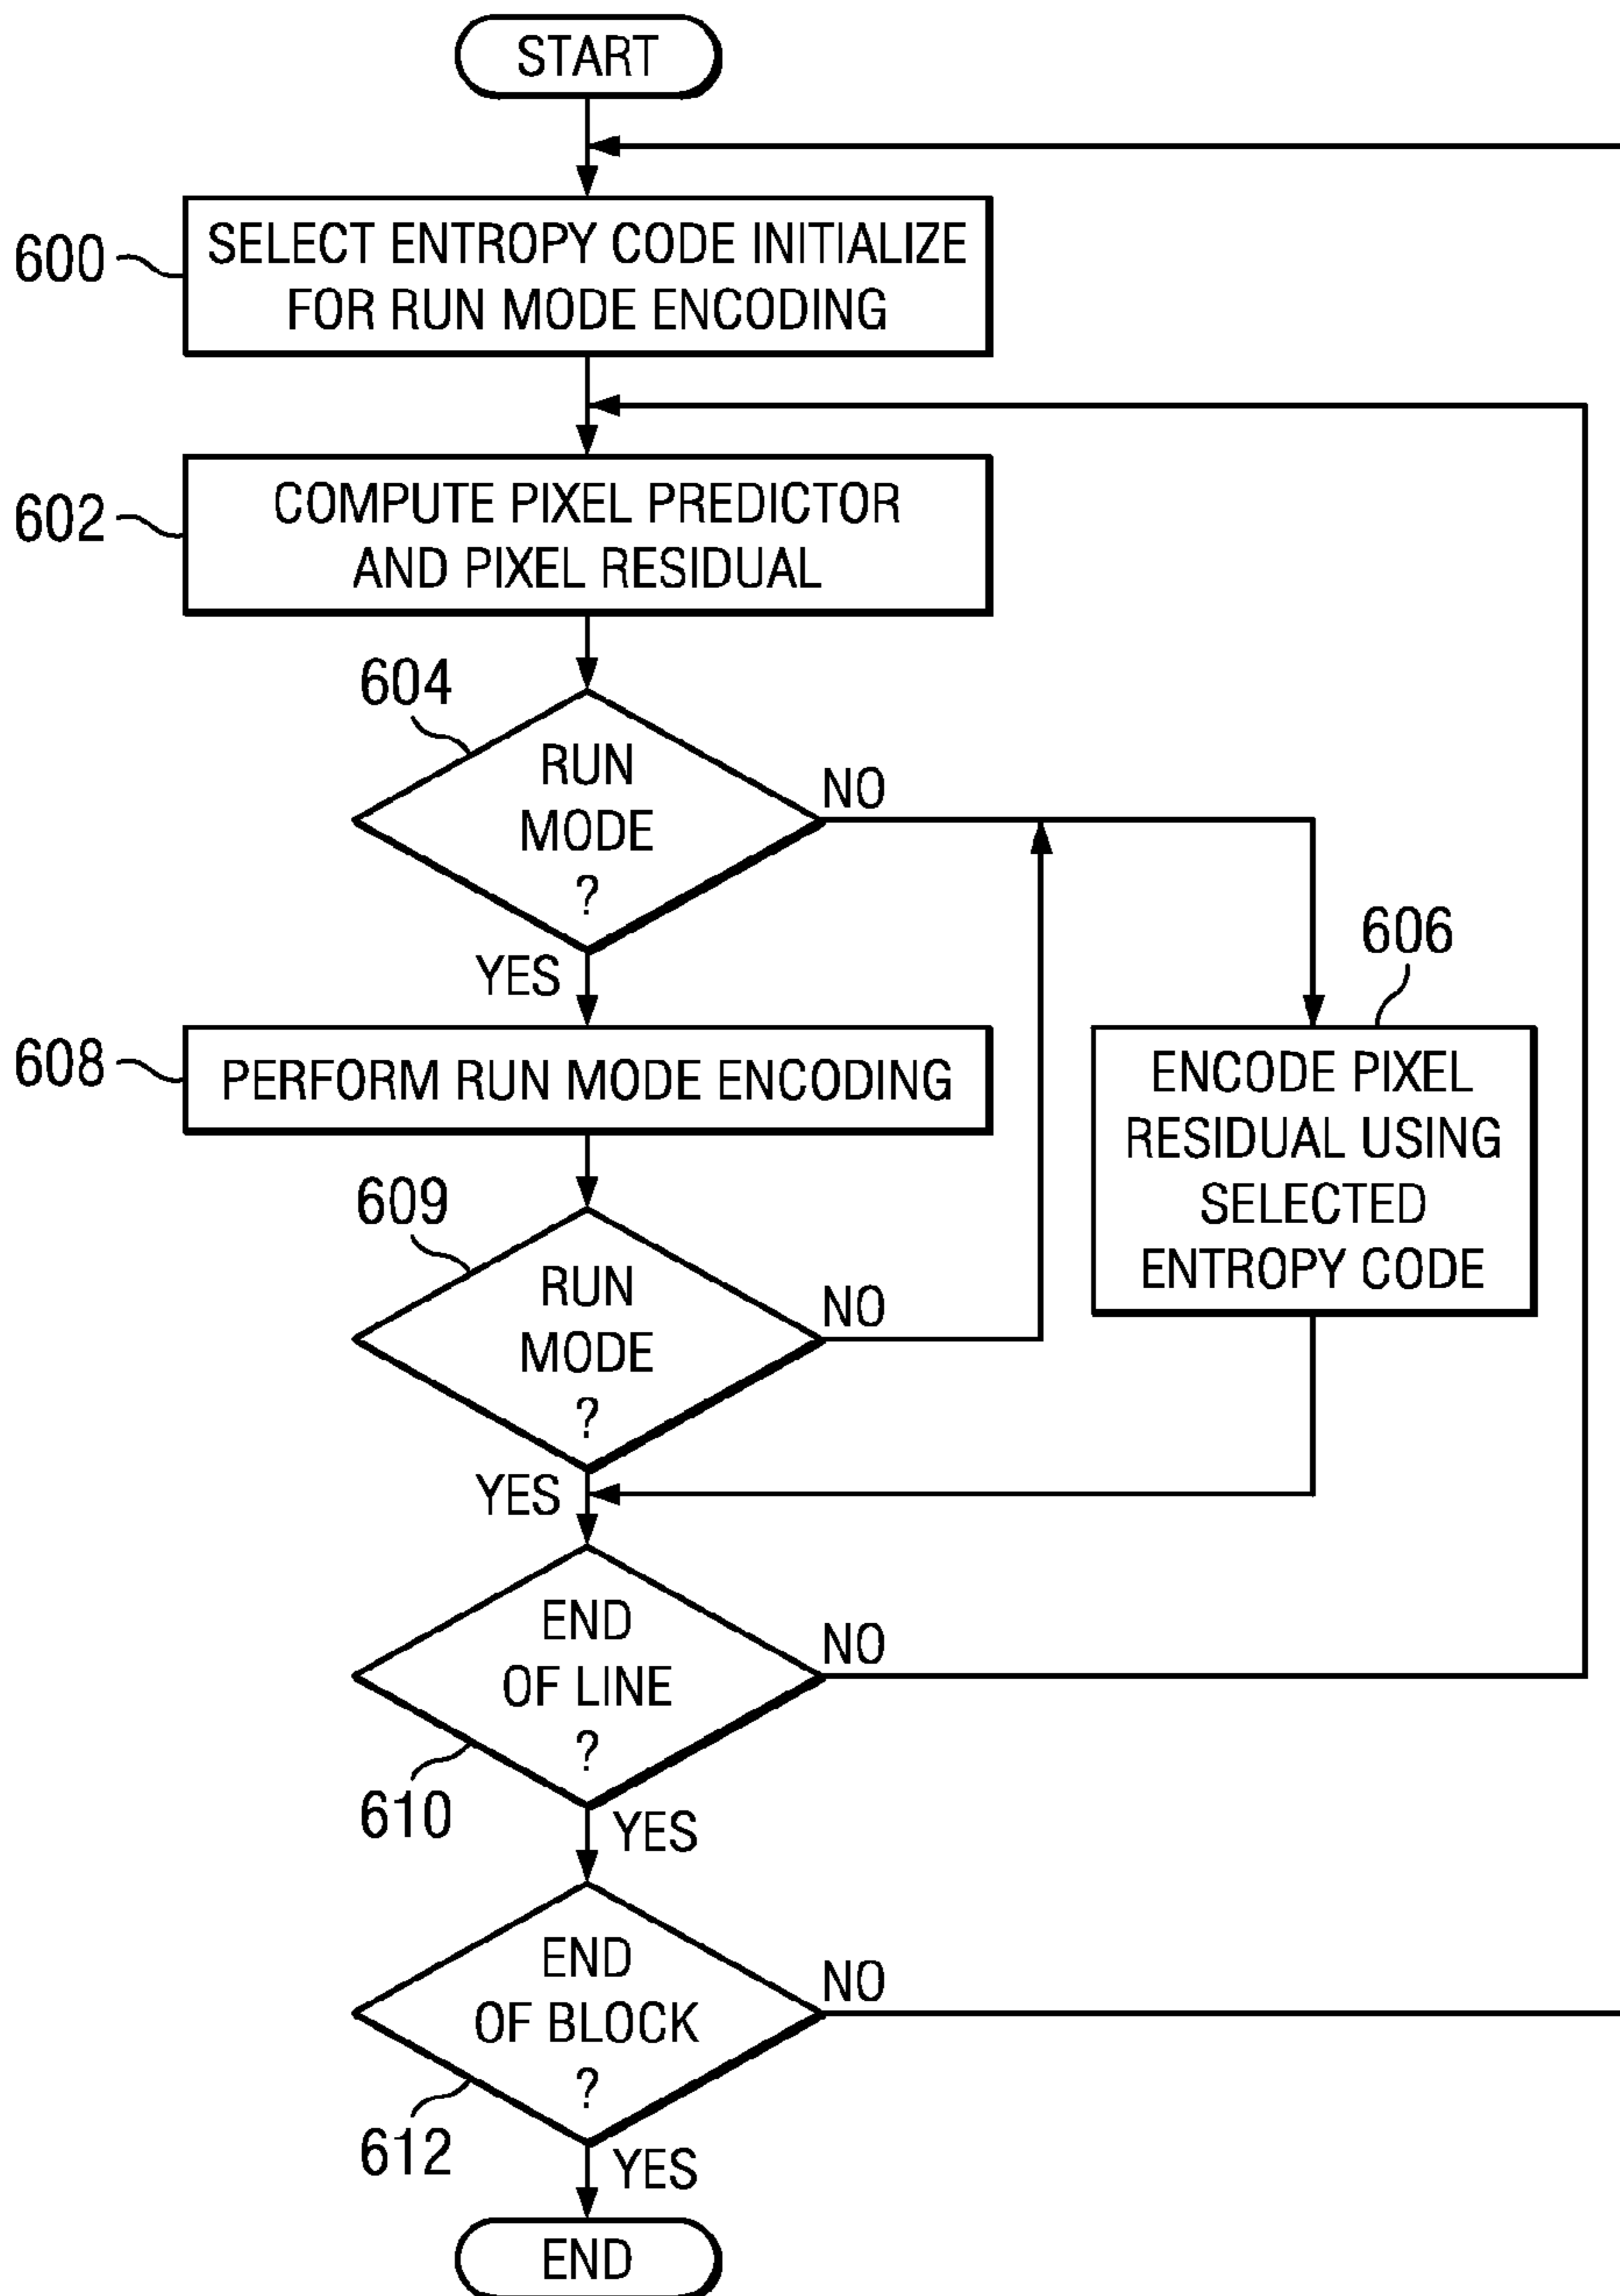 START
600
SELECT ENTROPY CODE INITIALIZE
FOR RUN MODE ENCODING
602
COMPUTE PIXEL PREDICTOR
AND PIXEL RESIDUAL
604
RUN
MODE
?
NO
YES
606
ENCODE PIXEL
RESIDUAL USING
SELECTED
ENTROPY CODE
608
PERFORM RUN MODE ENCODING
609
RUN
MODE
?
NO
YES
END
OF LINE
?
NO
610
YES
END
OF BLOCK
?
NO
612
YES
END